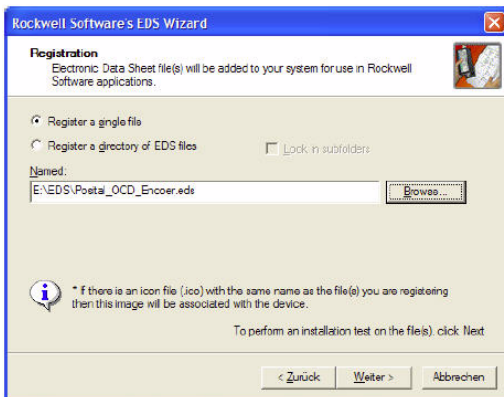 Rockwell Software's EDS Wizard
Registration
Electronic Data Sheet file(s) will be added to your system for use in Rockwell
Software applications.
Register a single file
Register a directory of EDS files
Look in subfolders
Named:
E:\EDS\Postal_OCD_Encoer.eds
Browse...
* If there is an icon file (.ico) with the same name as the file(s) you are registering
then this image will be associated with the device.
To perform an installation test on the file(s), click Next
< Zurück
Weiter >
Abbrechen